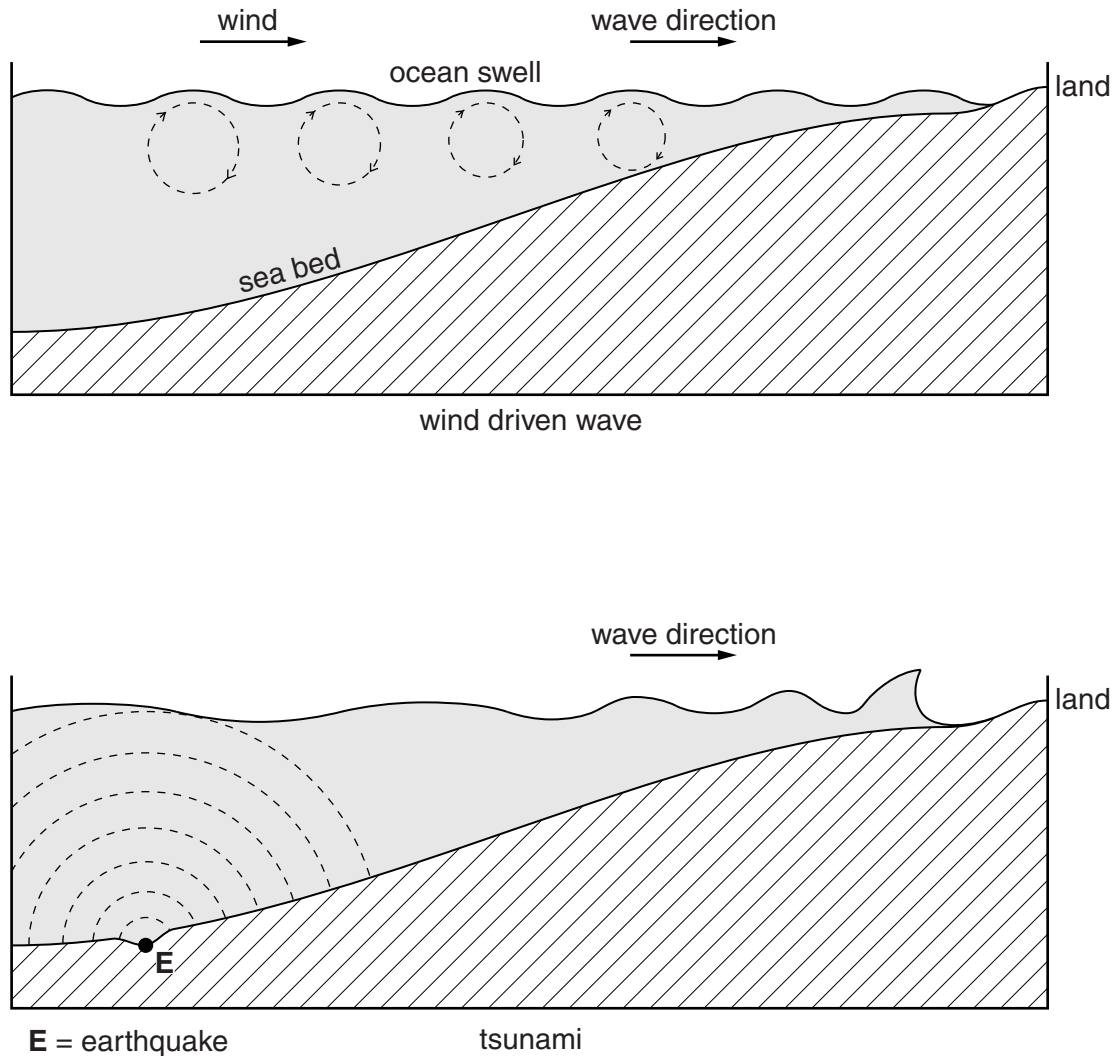 wind
wave direction
ocean swell
land
sea bed
wind driven wave
wave direction
land
E
E = earthquake
tsunami